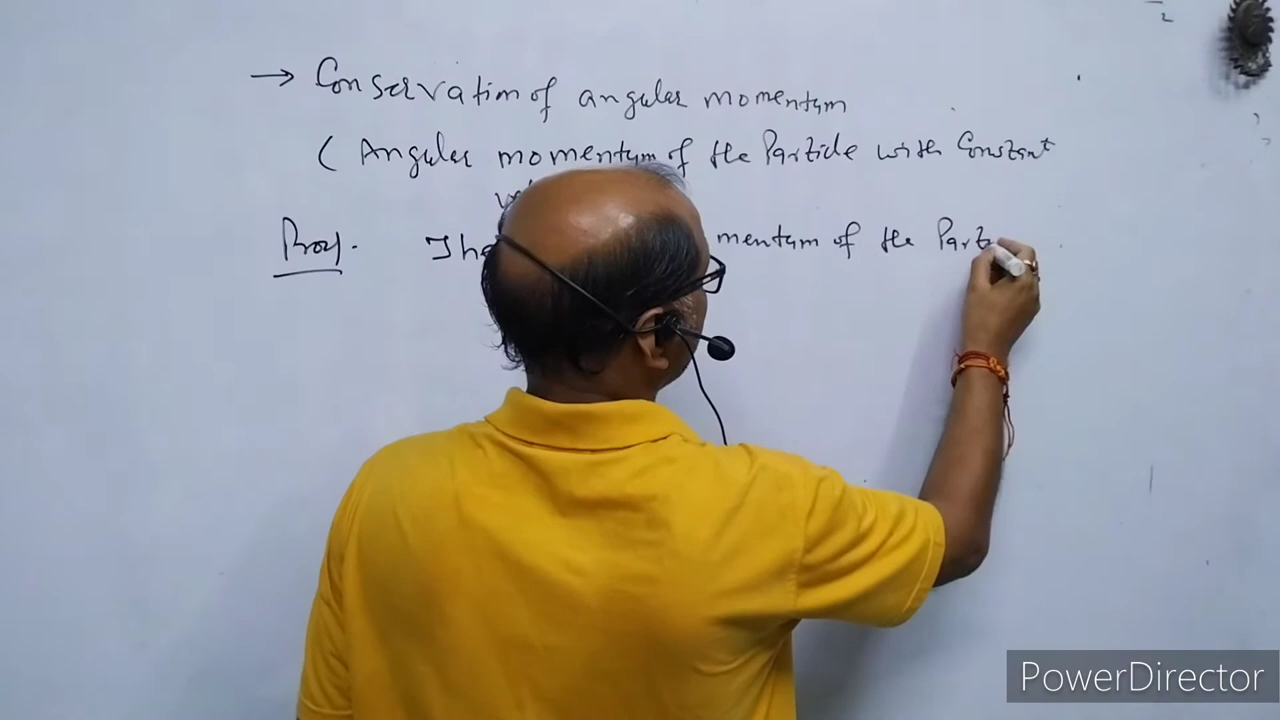 → Conservation of angular momentum
( Angular momentum of the Particle with Constant
Proof. The mentum of the Part
PowerDirector